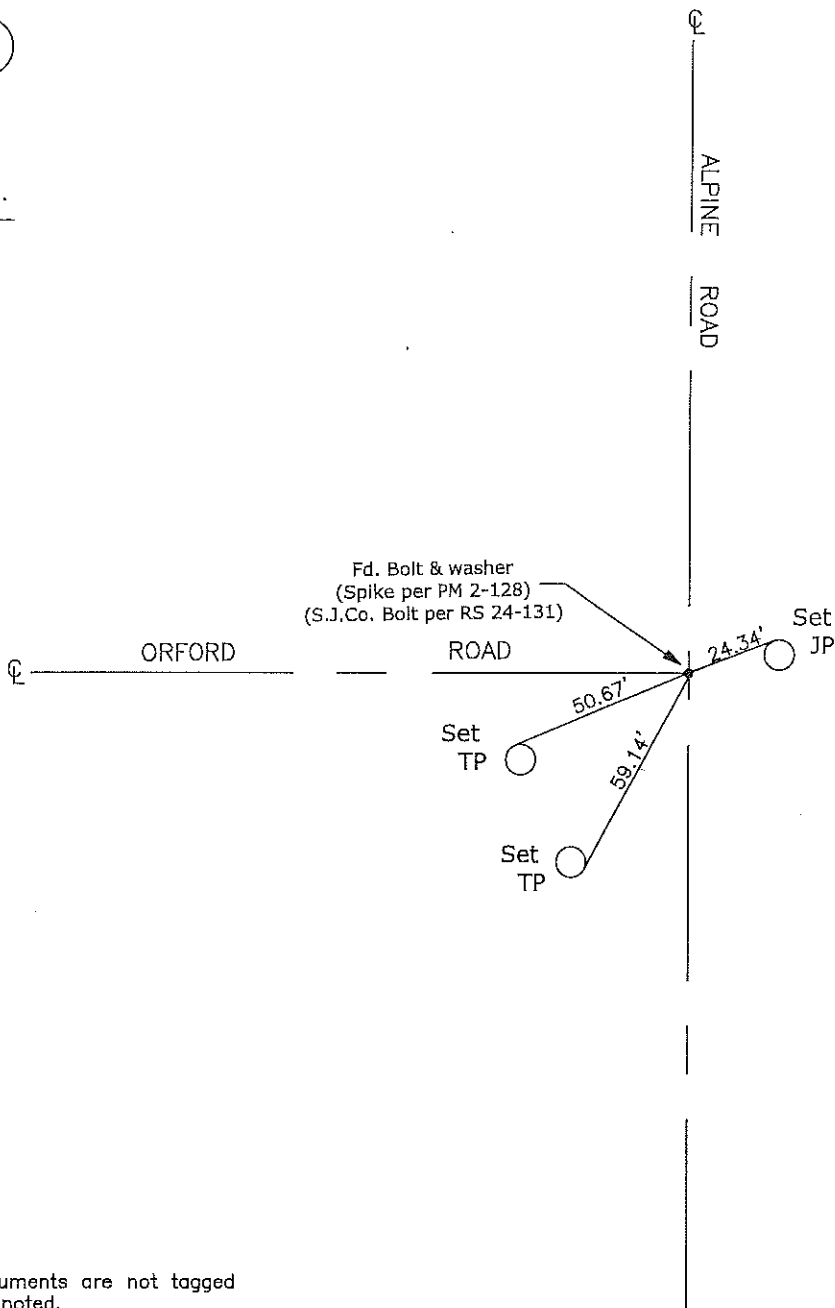 ℄
ALPINE ROAD
Fd. Bolt & washer
(Spike per PM 2-128)
(S.J.Co. Bolt per RS 24-131)
℄
ORFORD ROAD
24.34'
Set
JP
50.67'
Set
TP
59.14'
Set
TP
are not tagged
noted.